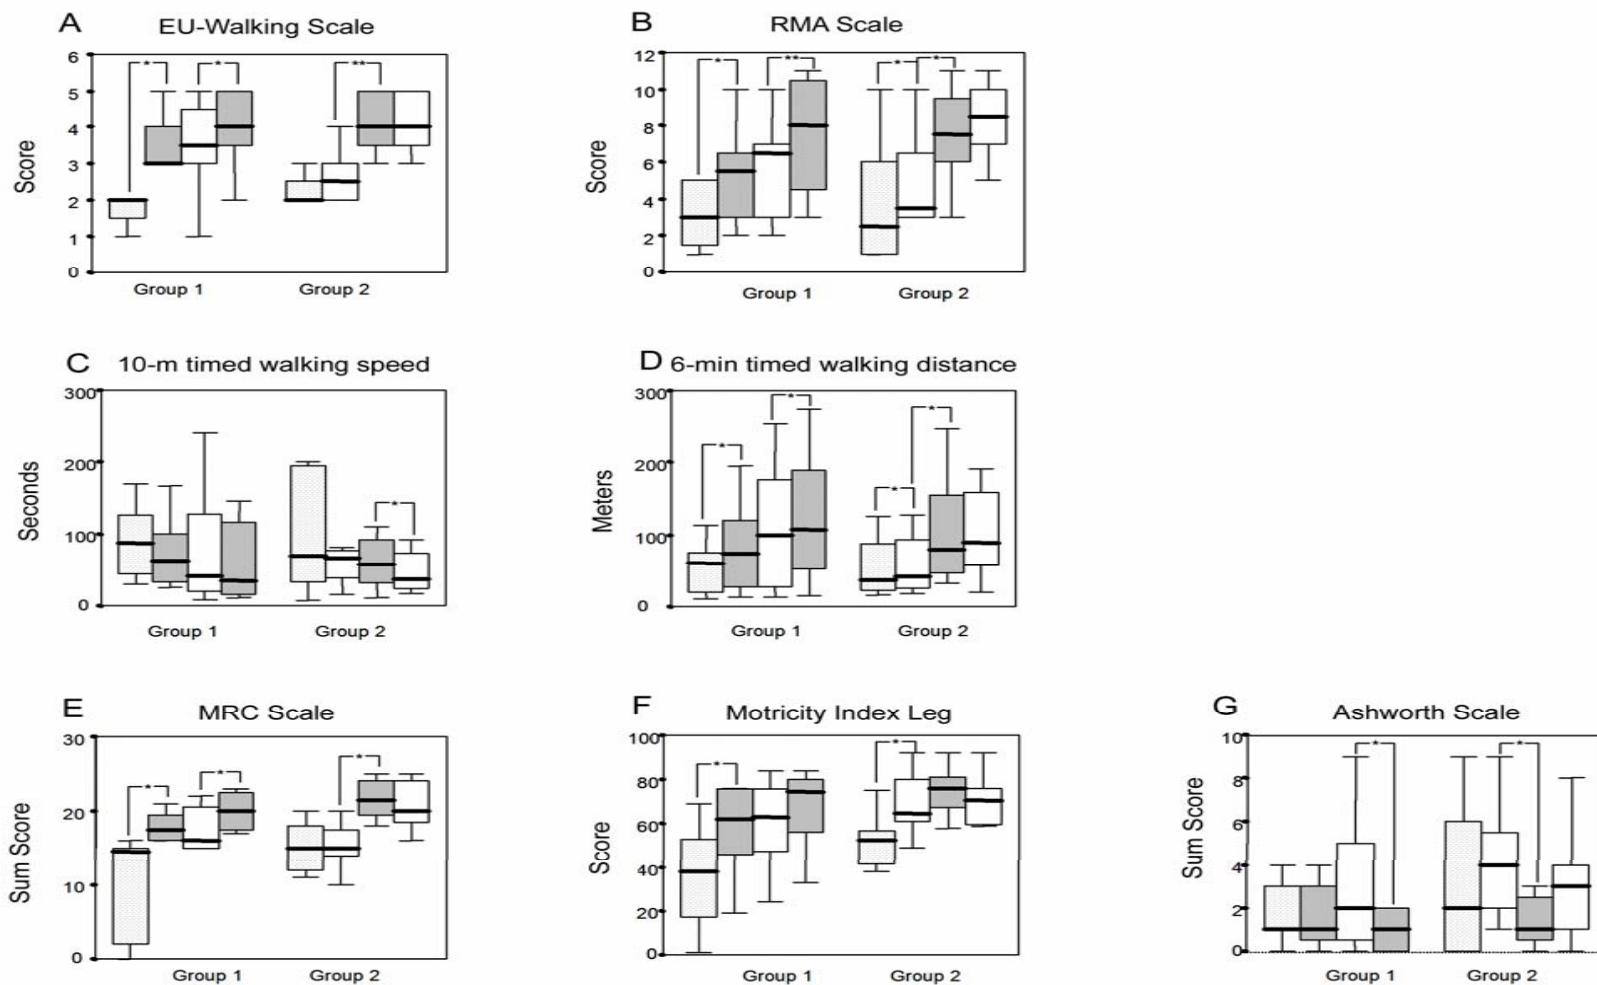 A EU-Walking Scale
6
5
4
3
2
1
0
Score
* * **
Group 1 Group 2
B RMA Scale
12
10
8
6
4
2
0
Score
* ** * *
Group 1 Group 2
C 10-m timed walking speed
300
200
100
0
Seconds
*
Group 1 Group 2
D 6-min timed walking distance
300
200
100
0
Meters
* * * *
Group 1 Group 2
E MRC Scale
30
20
10
0
Sum Score
* * *
Group 1 Group 2
F Motricity Index Leg
100
80
60
40
20
0
Score
* *
Group 1 Group 2
G Ashworth Scale
10
8
6
4
2
0
Sum Score
* *
Group 1 Group 2